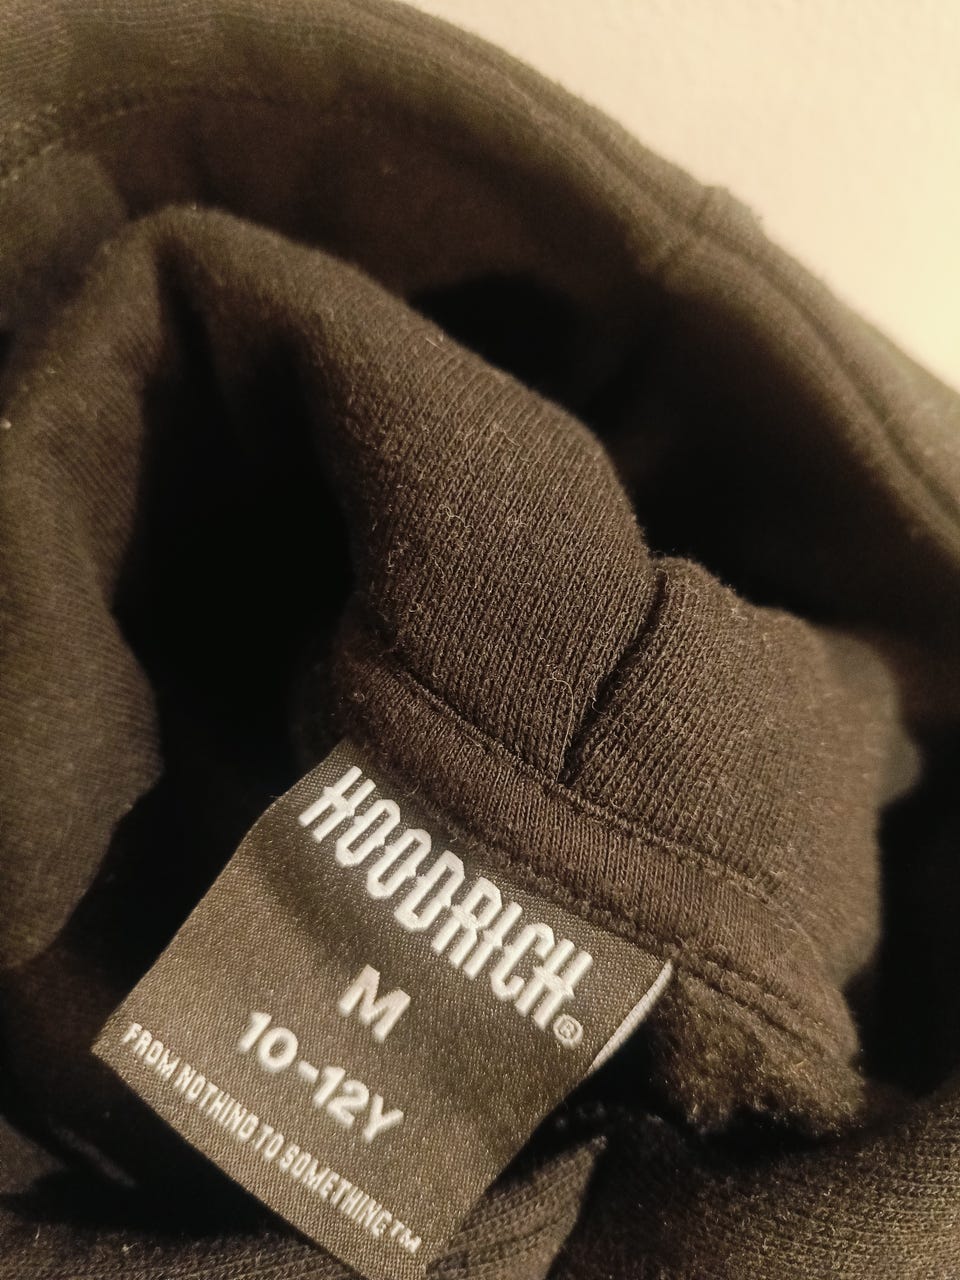 HOODRICH®
M
10-12Y
FROM NOTHING TO SOMETHING™